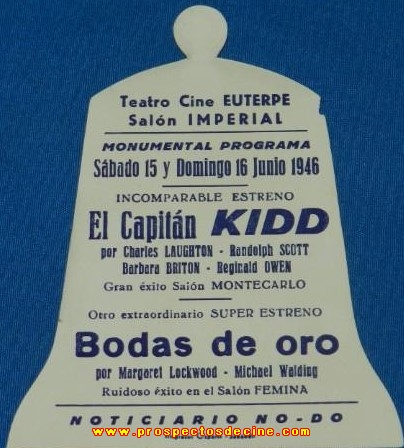 Teatro Cine EUTERPE
Salón IMPERIAL
MONUMENTAL PROGRAMA
Sábado 15 y Domingo 16 Junio 1946
INCOMPARABLE ESTRENO
El Capitán KIDD
por Charles LAUGHTON - Randolph SCOTT
Barbara BRITON - Reginald OWEN
Gran éxito Salón MONTECARLO
Otro extraordinario SUPER ESTRENO
Bodas de oro
por Margaret Lockwood - Michael Walding
Ruidoso éxito en el Salón FEMINA
NOTICIARIO NO-DO
www.prospectosdecine.com